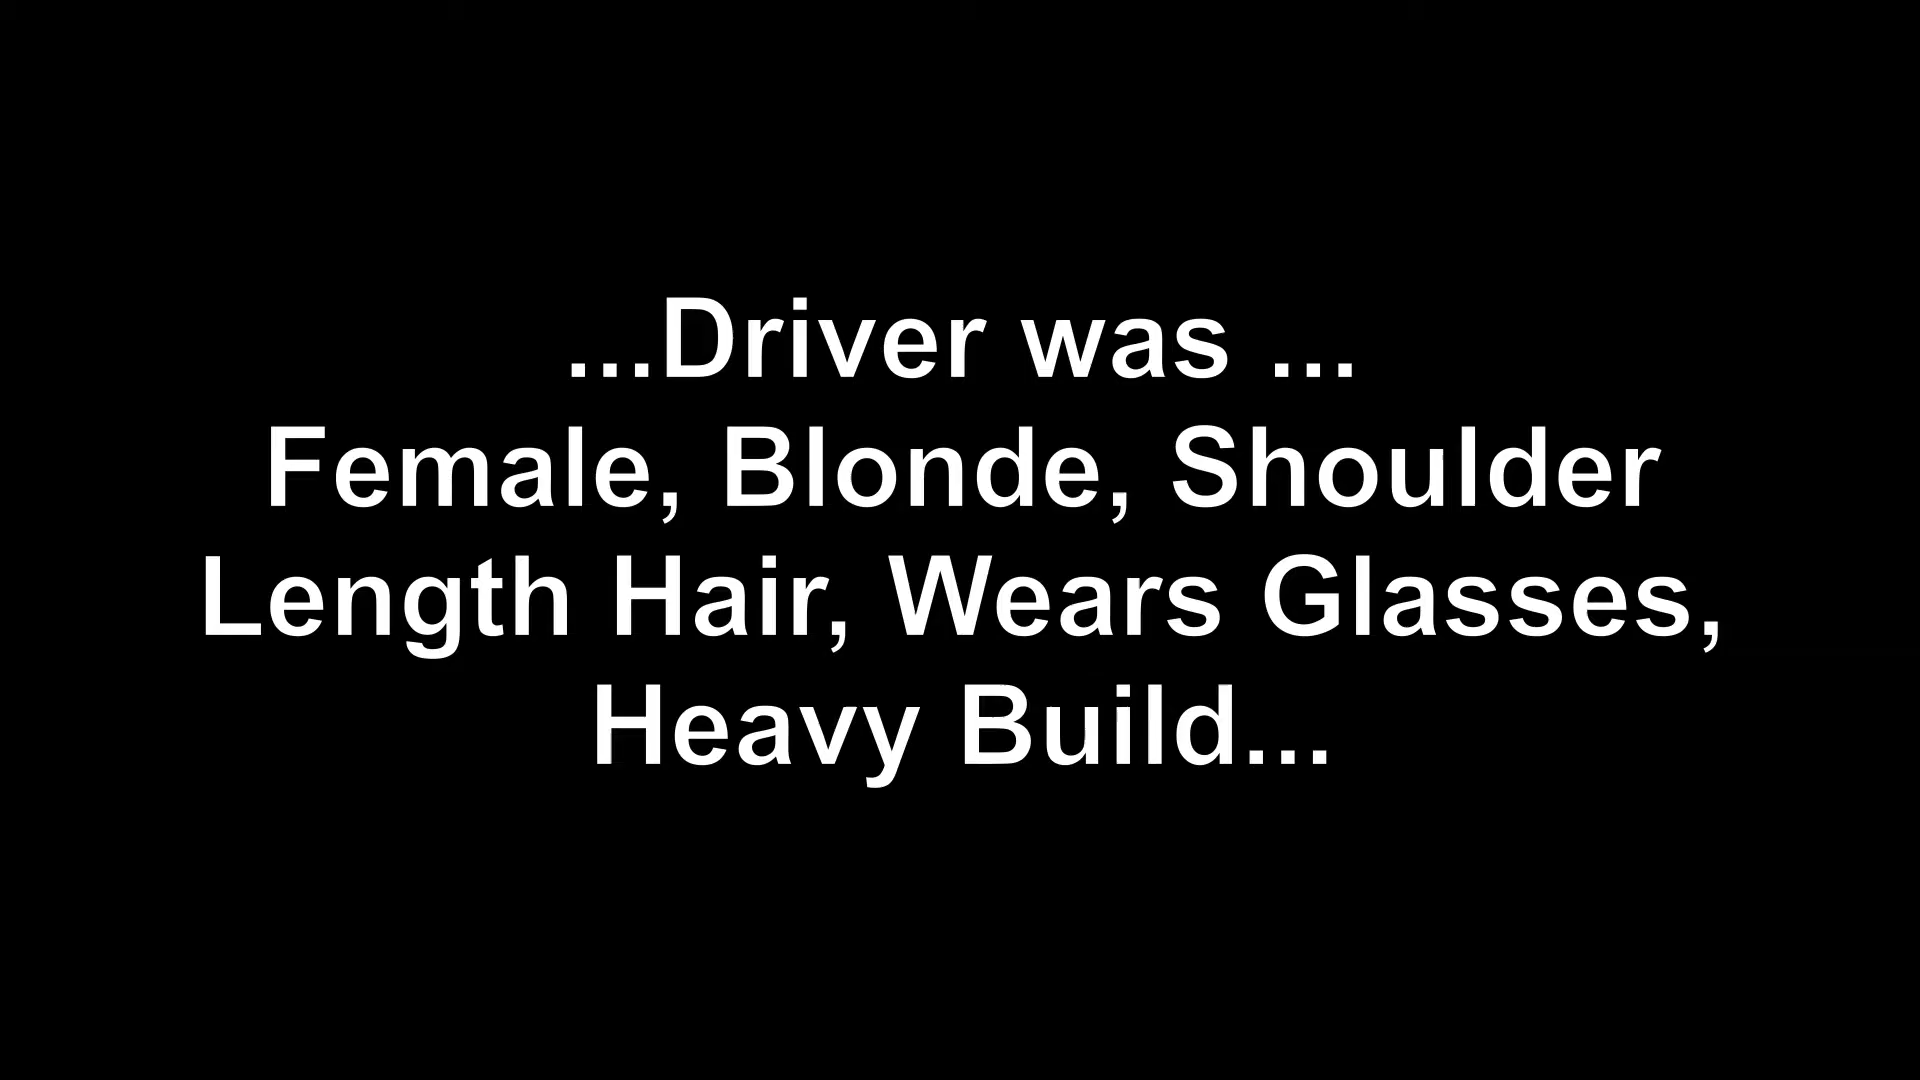 ...Driver was ...
Female, Blonde, Shoulder
Length Hair, Wears Glasses,
Heavy Build...